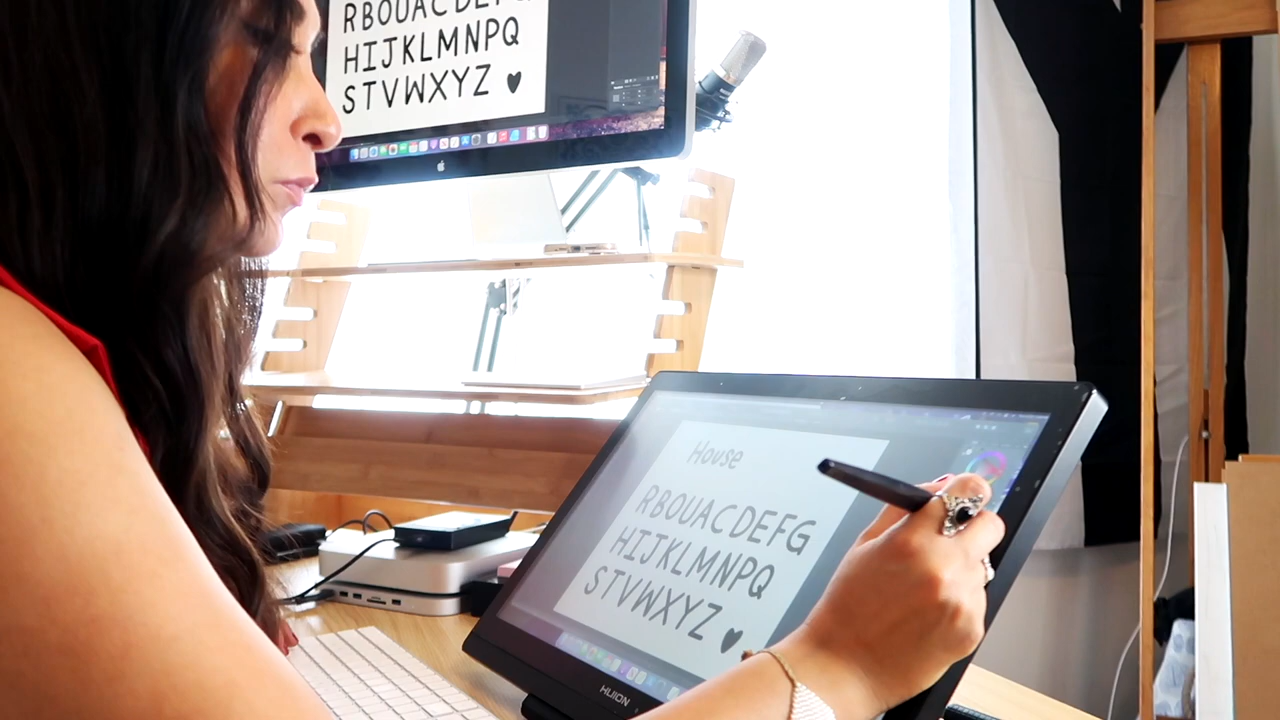 RBOUACDEFG
HIJKLMNPQ
STVWXYZ ♥
House
RBOUACDEFG
HIJKLMNPQ
STVWXYZ ♥
HUION